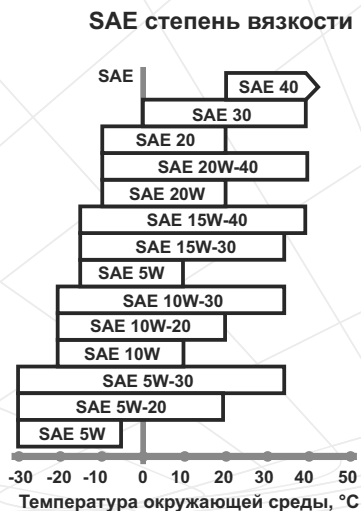 SAE степень вязкости
SAE
SAE 40
SAE 30
SAE 20
SAE 20W-40
SAE 20W
SAE 15W-40
SAE 15W-30
SAE 5W
SAE 10W-30
SAE 10W-20
SAE 10W
SAE 5W-30
SAE 5W-20
SAE 5W
-30 -20 -10 0 10 20 30 40 50
Температура окружающей среды, °C